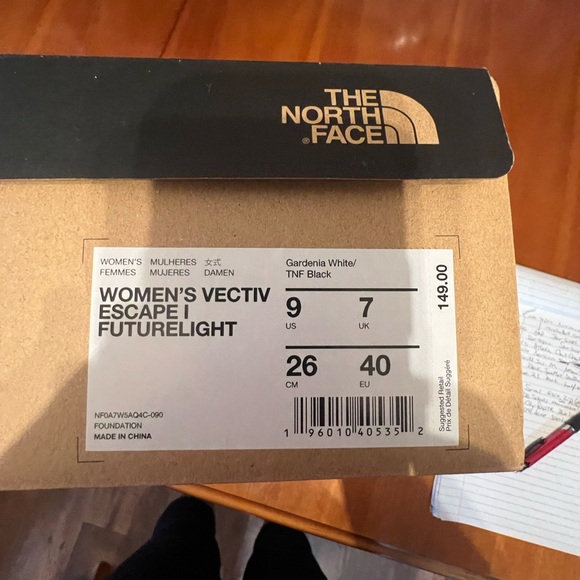 THE
NORTH
FACE®
WOMEN'S MULHERES 女式
FEMMES MUJERES DAMEN
WOMEN'S VECTIV
ESCAPE I
FUTURELIGHT
NF0A7W5AQ4C-090
FOUNDATION
MADE IN CHINA
Gardenia White/
TNF Black
9 7
US UK
26 40
CM EU
1 96010 40535 2
149.00
Suggested Retail
Prix de Détail Suggéré